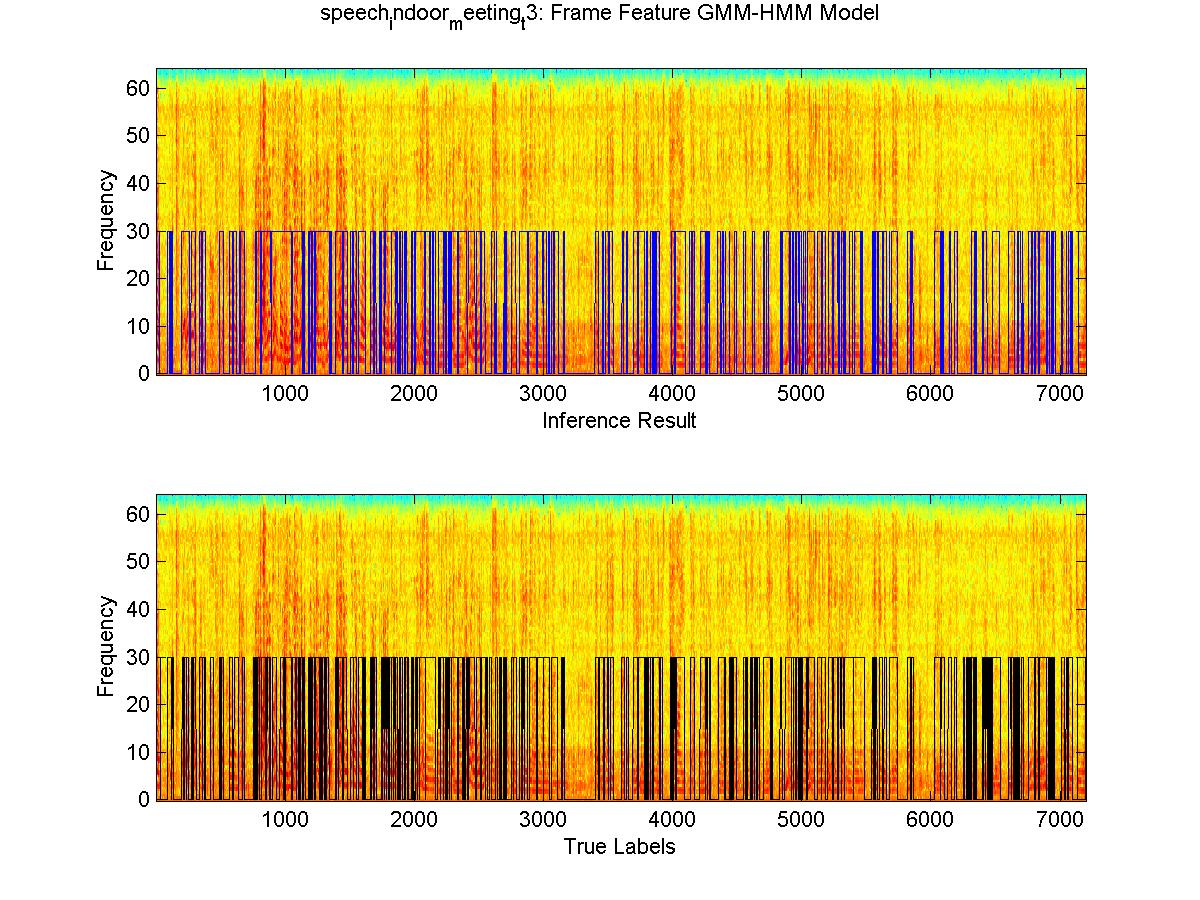 speech_indoor_meeting_t3: Frame Feature GMM-HMM Model
60
50
40
30
20
10
0
Frequency
1000 2000 3000 4000 5000 6000 7000
Inference Result
60
50
40
30
20
10
0
Frequency
1000 2000 3000 4000 5000 6000 7000
True Labels